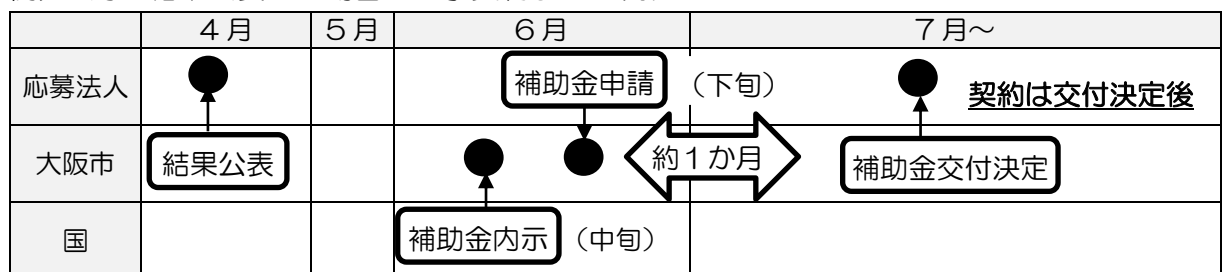 ４月 ５月 ６月 ７月～
応募法人 補助金申請 （下旬） 契約は交付決定後
大阪市 結果公表 約１か月 補助金交付決定
国 補助金内示 （中旬）